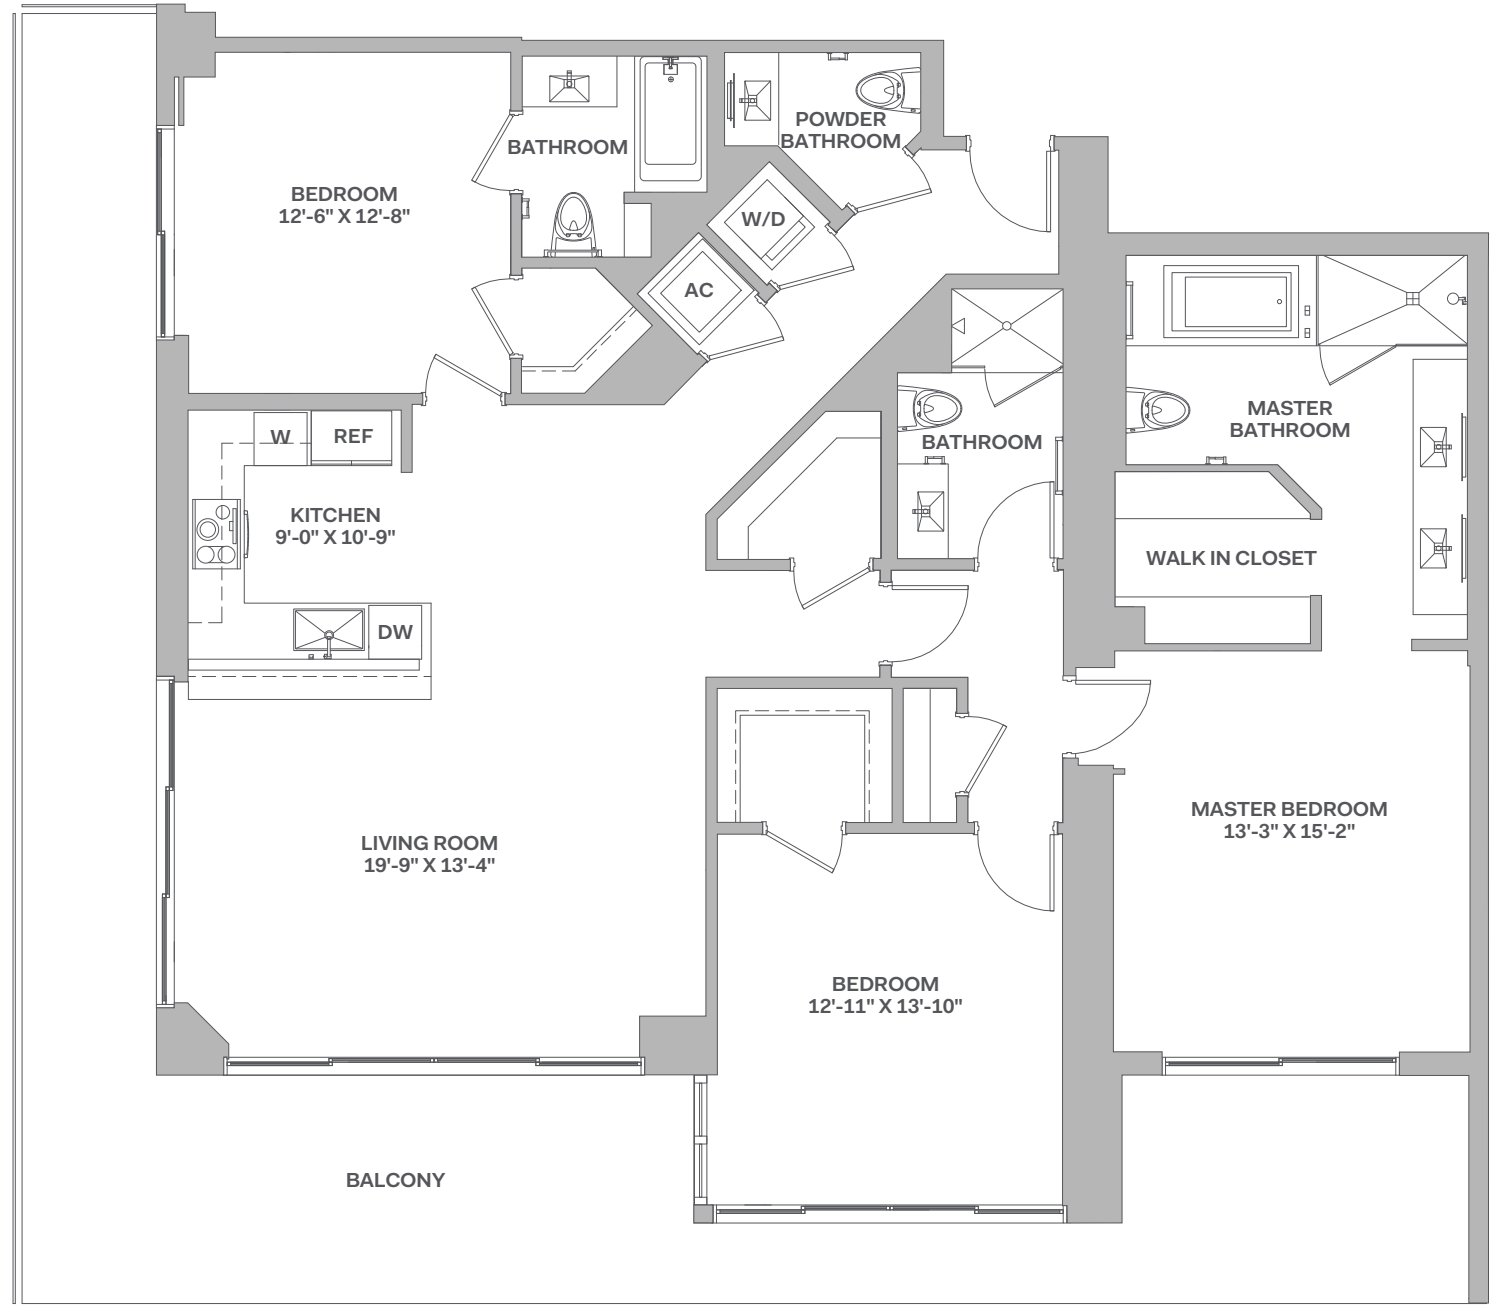 POWDER
BATHROOM
BATHROOM
BEDROOM
12'-6" X 12'-8"
W/D
AC
MASTER
BATHROOM
W
REF
BATHROOM
KITCHEN
9'-0" X 10'-9"
WALK IN CLOSET
DW
MASTER BEDROOM
13'-3" X 15'-2"
LIVING ROOM
19'-9" X 13'-4"
BEDROOM
12'-11" X 13'-10"
BALCONY